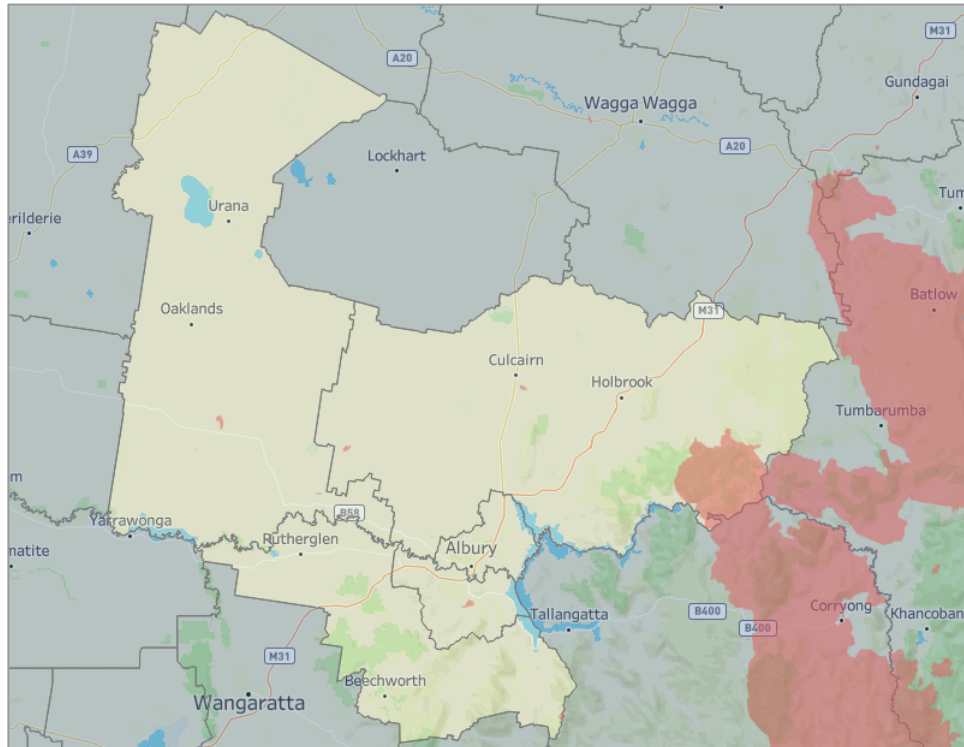 M31
A20
Gundagai
Wagga Wagga
A39
Lockhart
A20
Tum
erilderie
Urana
Batlow
Oaklands
M31
Culcairn
Holbrook
Tumbarumba
m
Yarrawonga
B58
Rutherglen
Albury
matite
Tallangatta
B400
Corryong
Khancoban
B400
M31
Beechworth
Wangaratta